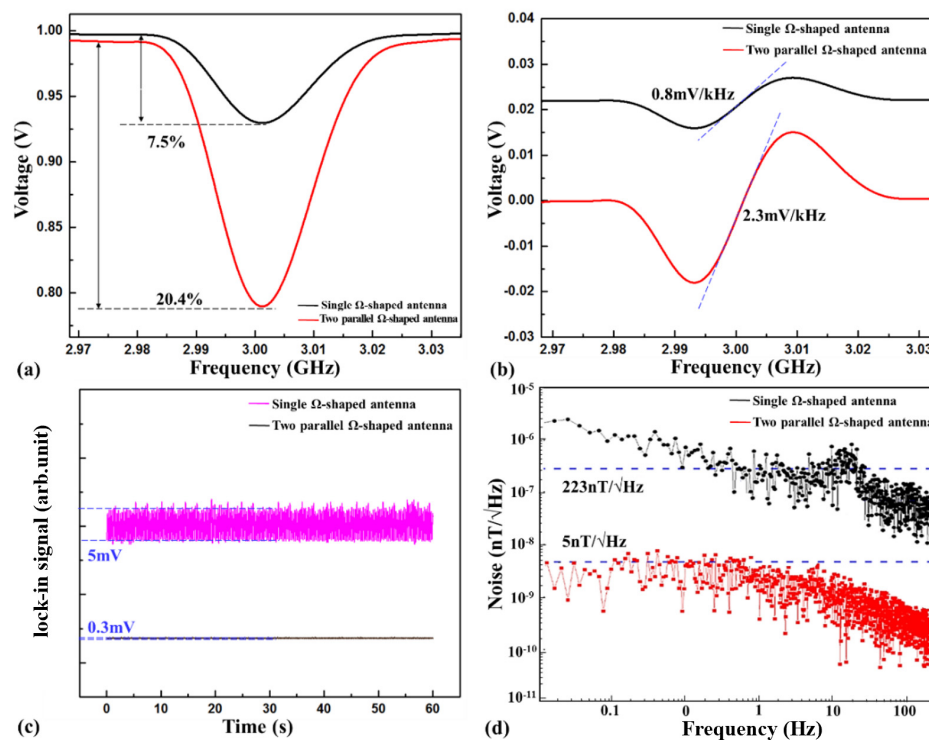 1.00
0.95
0.90
0.85
0.80
Voltage (V)
7.5%
20.4%
Single Ω-shaped antenna
Two parallel Ω-shaped antenna
2.97 2.98 2.99 3.00 3.01 3.02 3.03
(a) Frequency (GHz)
0.05
0.04
0.03
0.02
0.01
0.00
-0.01
-0.03
Voltage (V)
Single Ω-shaped antenna
Two parallel Ω-shaped antenna
0.8mV/kHz
2.3mV/kHz
2.97 2.98 2.99 3.00 3.01 3.02 3.03
(b) Frequency (GHz)
lock-in signal (arb.unit)
Single Ω-shaped antenna
Two parallel Ω-shaped antenna
5mV
0.3mV
0 10 20 30 40 50 60
(c) Time (s)
10-5
10-6
10-7
10-8
10-9
10-10
10-11
Noise (nT/√Hz)
Single Ω-shaped antenna
Two parallel Ω-shaped antenna
223nT/√Hz
5nT/√Hz
0.1 0 1 10 100
Frequency (Hz) (d)